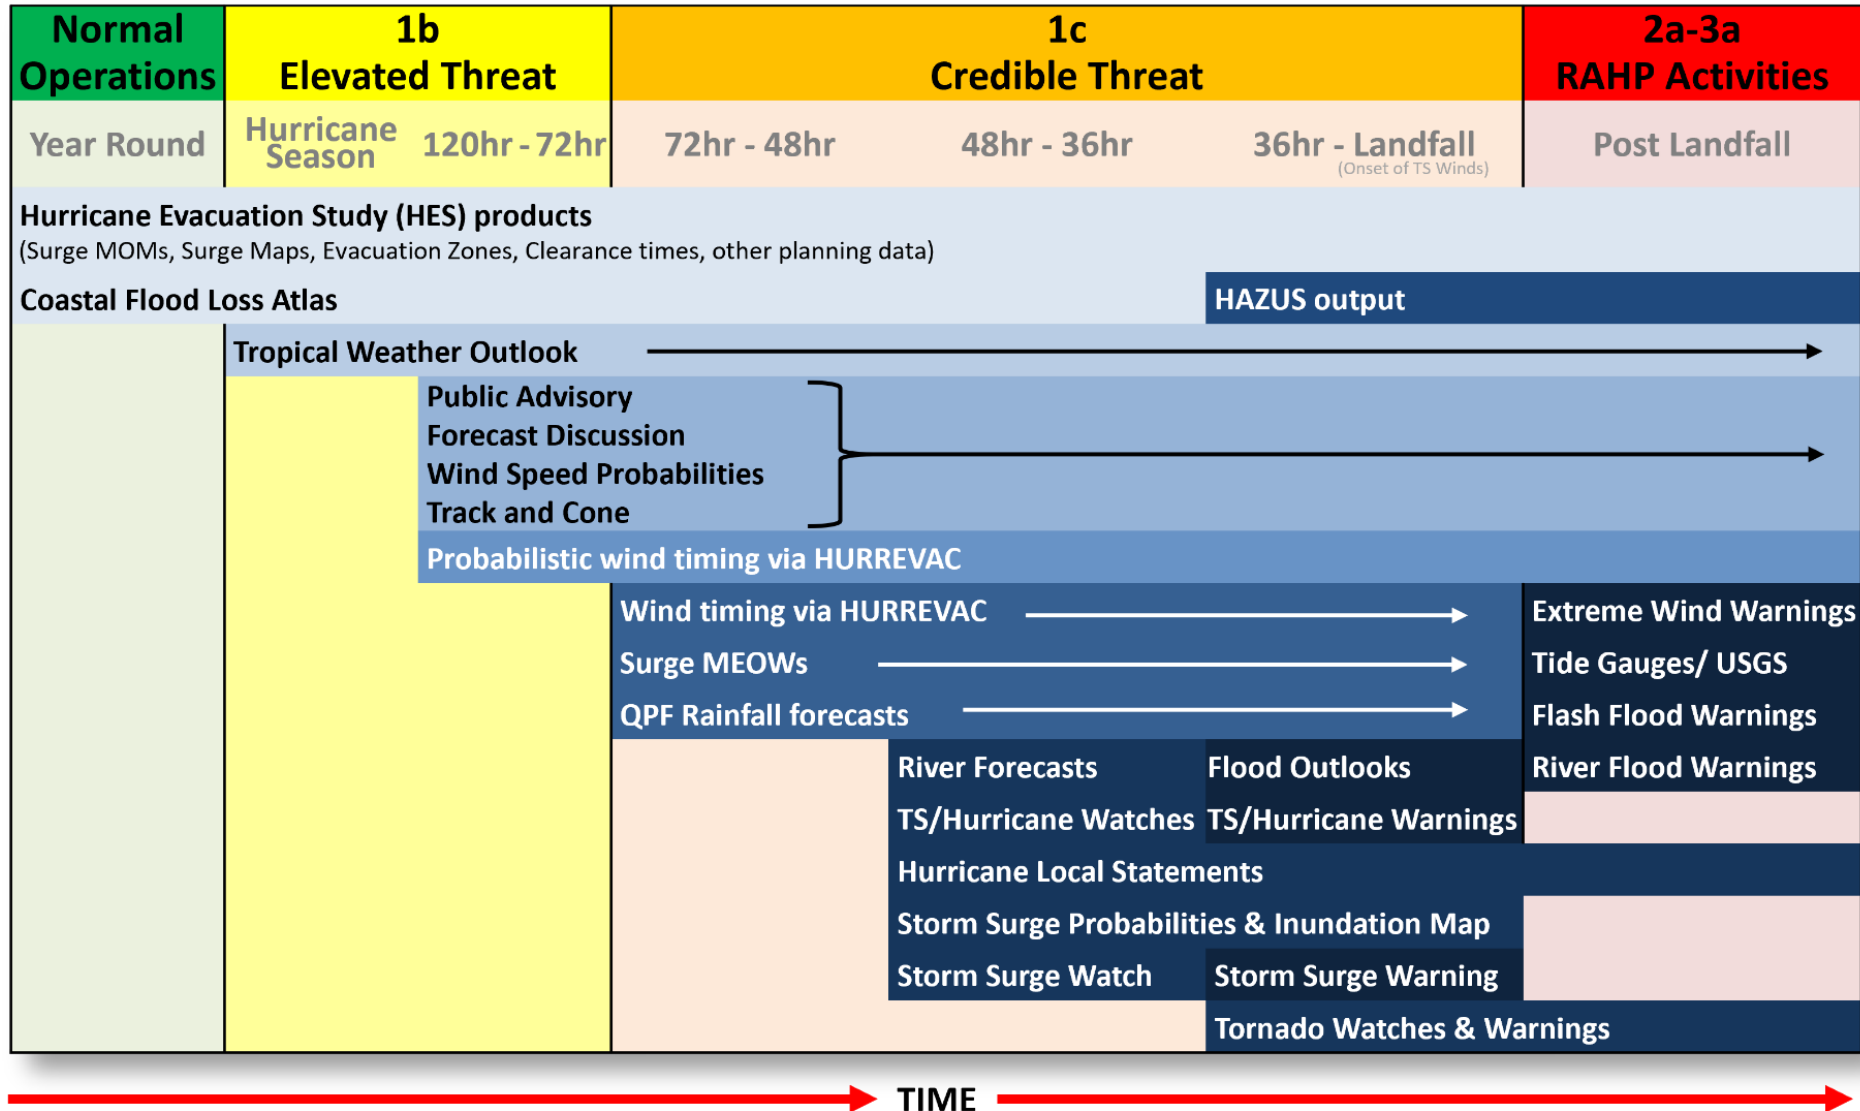 Normal
Operations
1b
Elevated Threat
1c
Credible Threat
2a-3a
RAHP Activities
Year Round
Hurricane
Season
120hr - 72hr
72hr - 48hr
48hr - 36hr
36hr - Landfall
(Onset of TS Winds)
Post Landfall
Hurricane Evacuation Study (HES) products
(Surge MOMs, Surge Maps, Evacuation Zones, Clearance times, other planning data)
Coastal Flood Loss Atlas
HAZUS output
Tropical Weather Outlook
Public Advisory
Forecast Discussion
Wind Speed Probabilities
Track and Cone
Probabilistic wind timing via HURREVAC
Wind timing via HURREVAC
Extreme Wind Warnings
Surge MEOWs
Tide Gauges/ USGS
QPF Rainfall forecasts
Flash Flood Warnings
River Forecasts
Flood Outlooks
River Flood Warnings
TS/Hurricane Watches
TS/Hurricane Warnings
Hurricane Local Statements
Storm Surge Probabilities & Inundation Map
Storm Surge Watch
Storm Surge Warning
Tornado Watches & Warnings
TIME